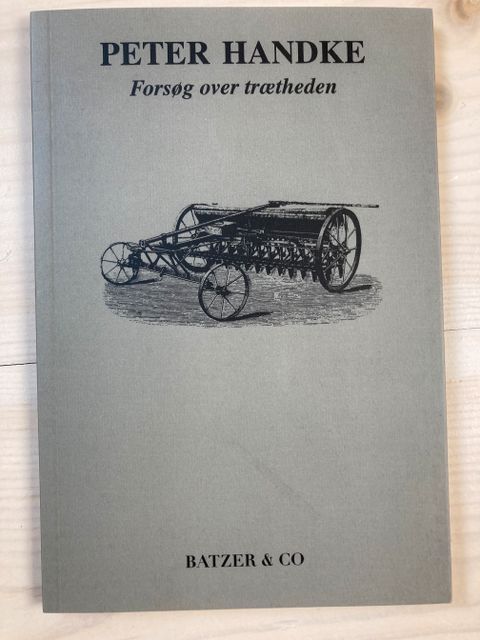 PETER HANDKE
Forsøg over trætheden
BATZER & CO